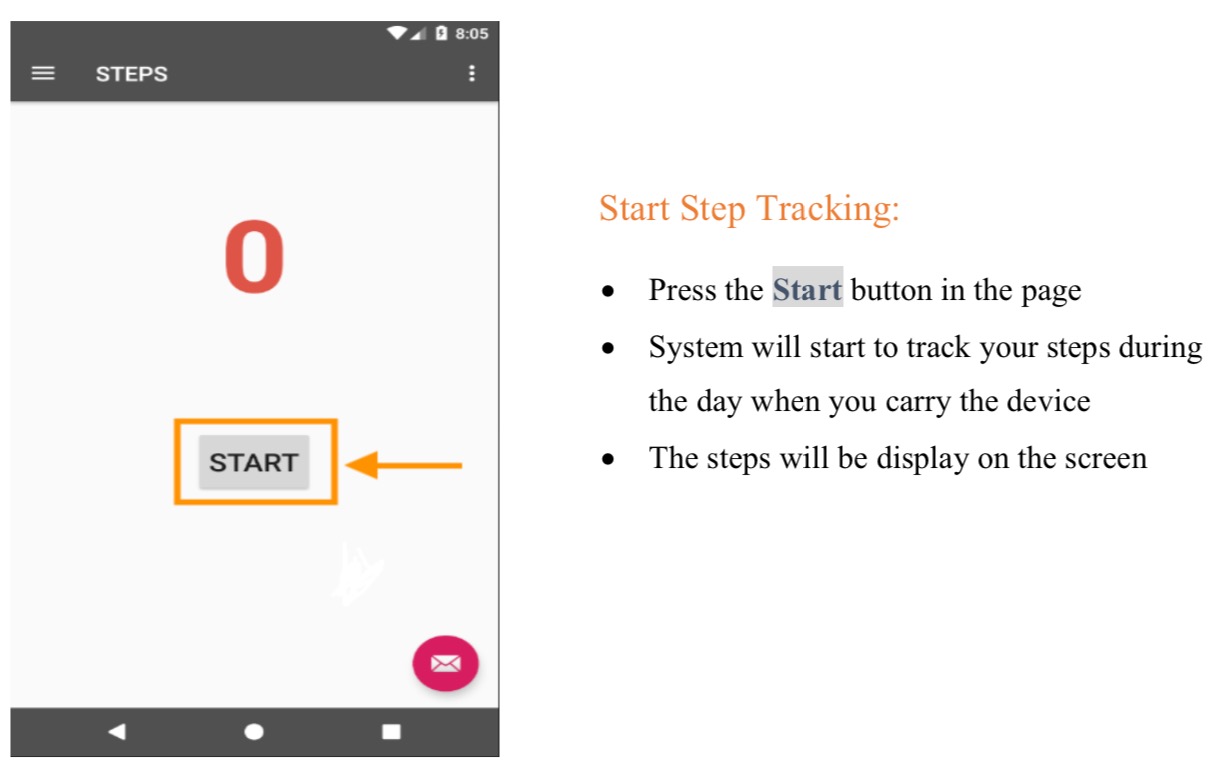 8:05
STEPS
0
START
Start Step Tracking:
• Press the Start button in the page
• System will start to track your steps during
the day when you carry the device
• The steps will be display on the screen